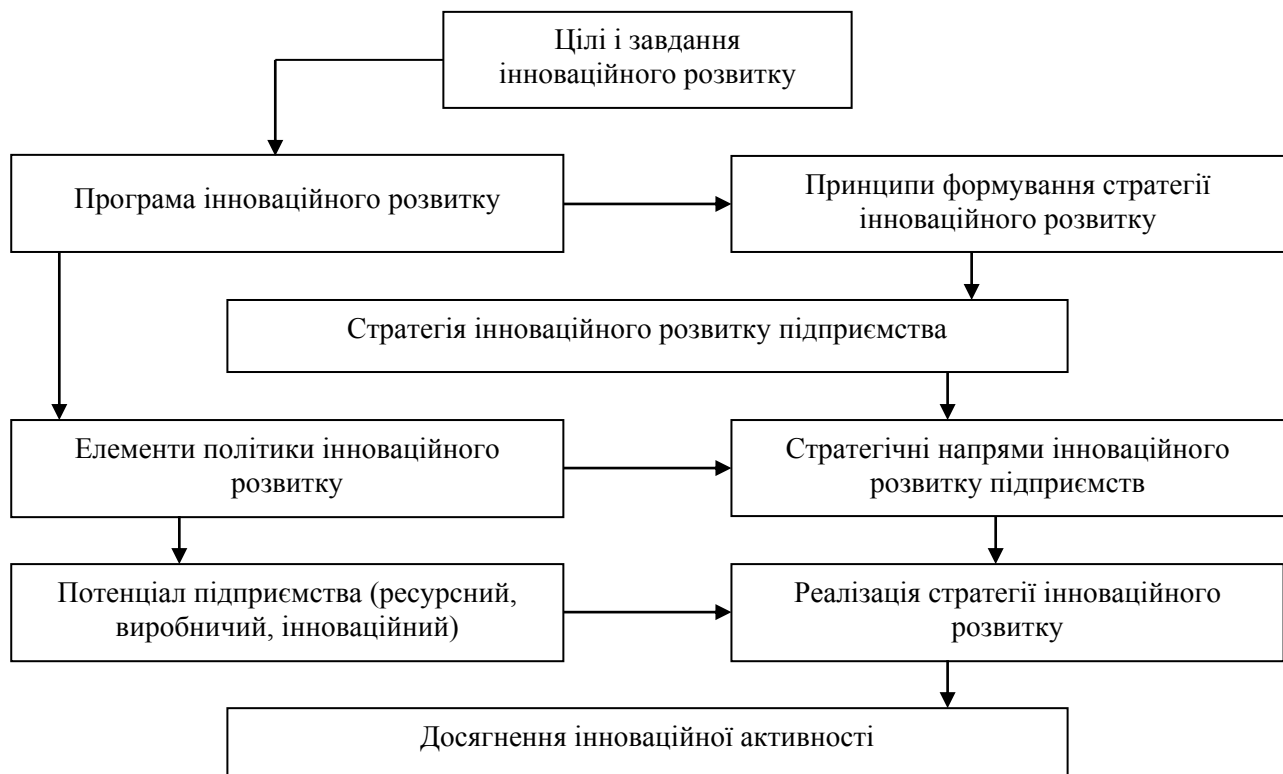 Цілі і завдання
інноваційного розвитку
Програма інноваційного розвитку
Принципи формування стратегії
інноваційного розвитку
Стратегія інноваційного розвитку підприємства
Елементи політики інноваційного
розвитку
Стратегічні напрями інноваційного
розвитку підприємств
Потенціал підприємства (ресурсний,
виробничий, інноваційний)
Реалізація стратегії інноваційного
розвитку
Досягнення інноваційної активності